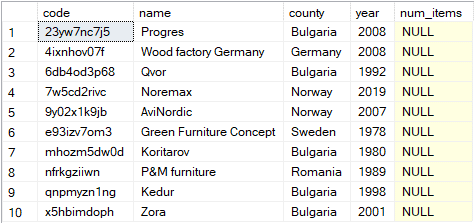 code name county year num_items
1 23yw7nc7j5 Progres Bulgaria 2008 NULL
2 4ixnhov07f Wood factory Germany Germany 2008 NULL
3 6db4od3p68 Qvor Bulgaria 1992 NULL
4 7w5cd2rivc Noremax Norway 2019 NULL
5 9y02x1k9jb AviNordic Norway 2007 NULL
6 e93izv7om3 Green Furniture Concept Sweden 1978 NULL
7 mhozm5dw0d Koritarov Bulgaria 1980 NULL
8 nfrkgziiwn P&M furniture Romania 1989 NULL
9 qnpmyzn1ng Kedur Bulgaria 1998 NULL
10 x5hbimdoph Zora Bulgaria 2001 NULL